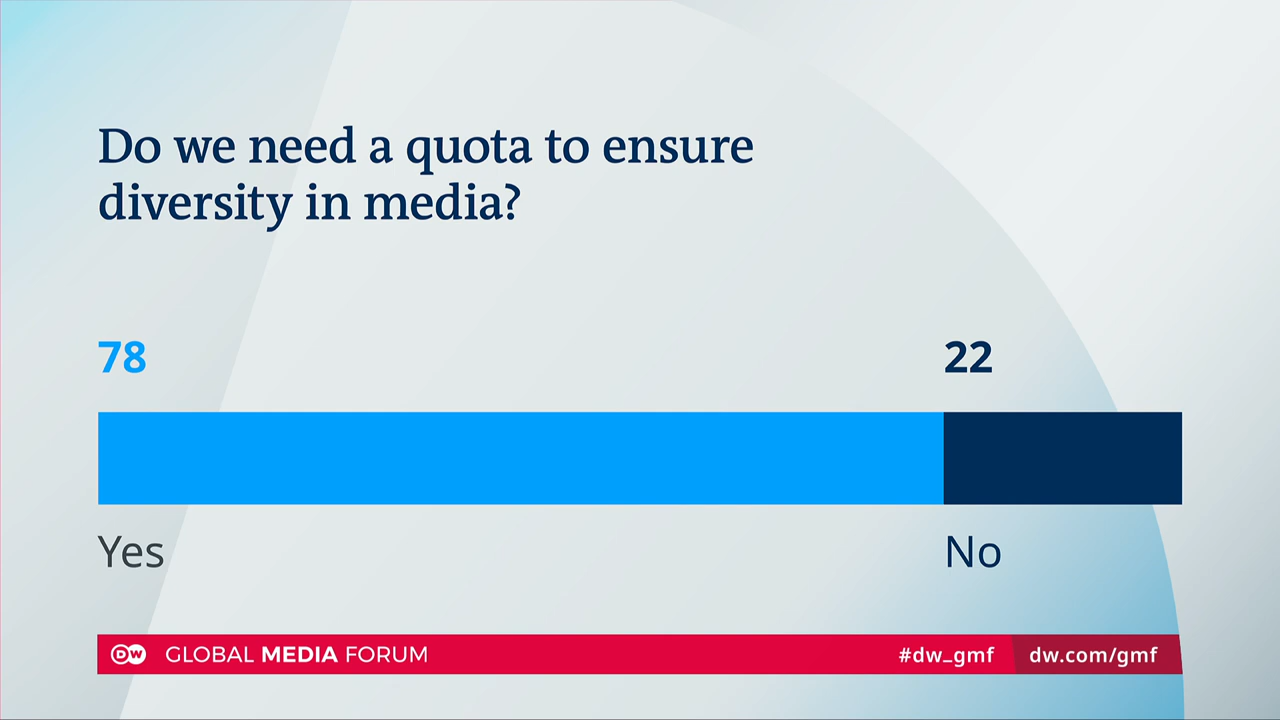 Do we need a quota to ensure
diversity in media?
78
22
Yes
No
DW GLOBAL MEDIA FORUM
#dw_gmf
dw.com/gmf